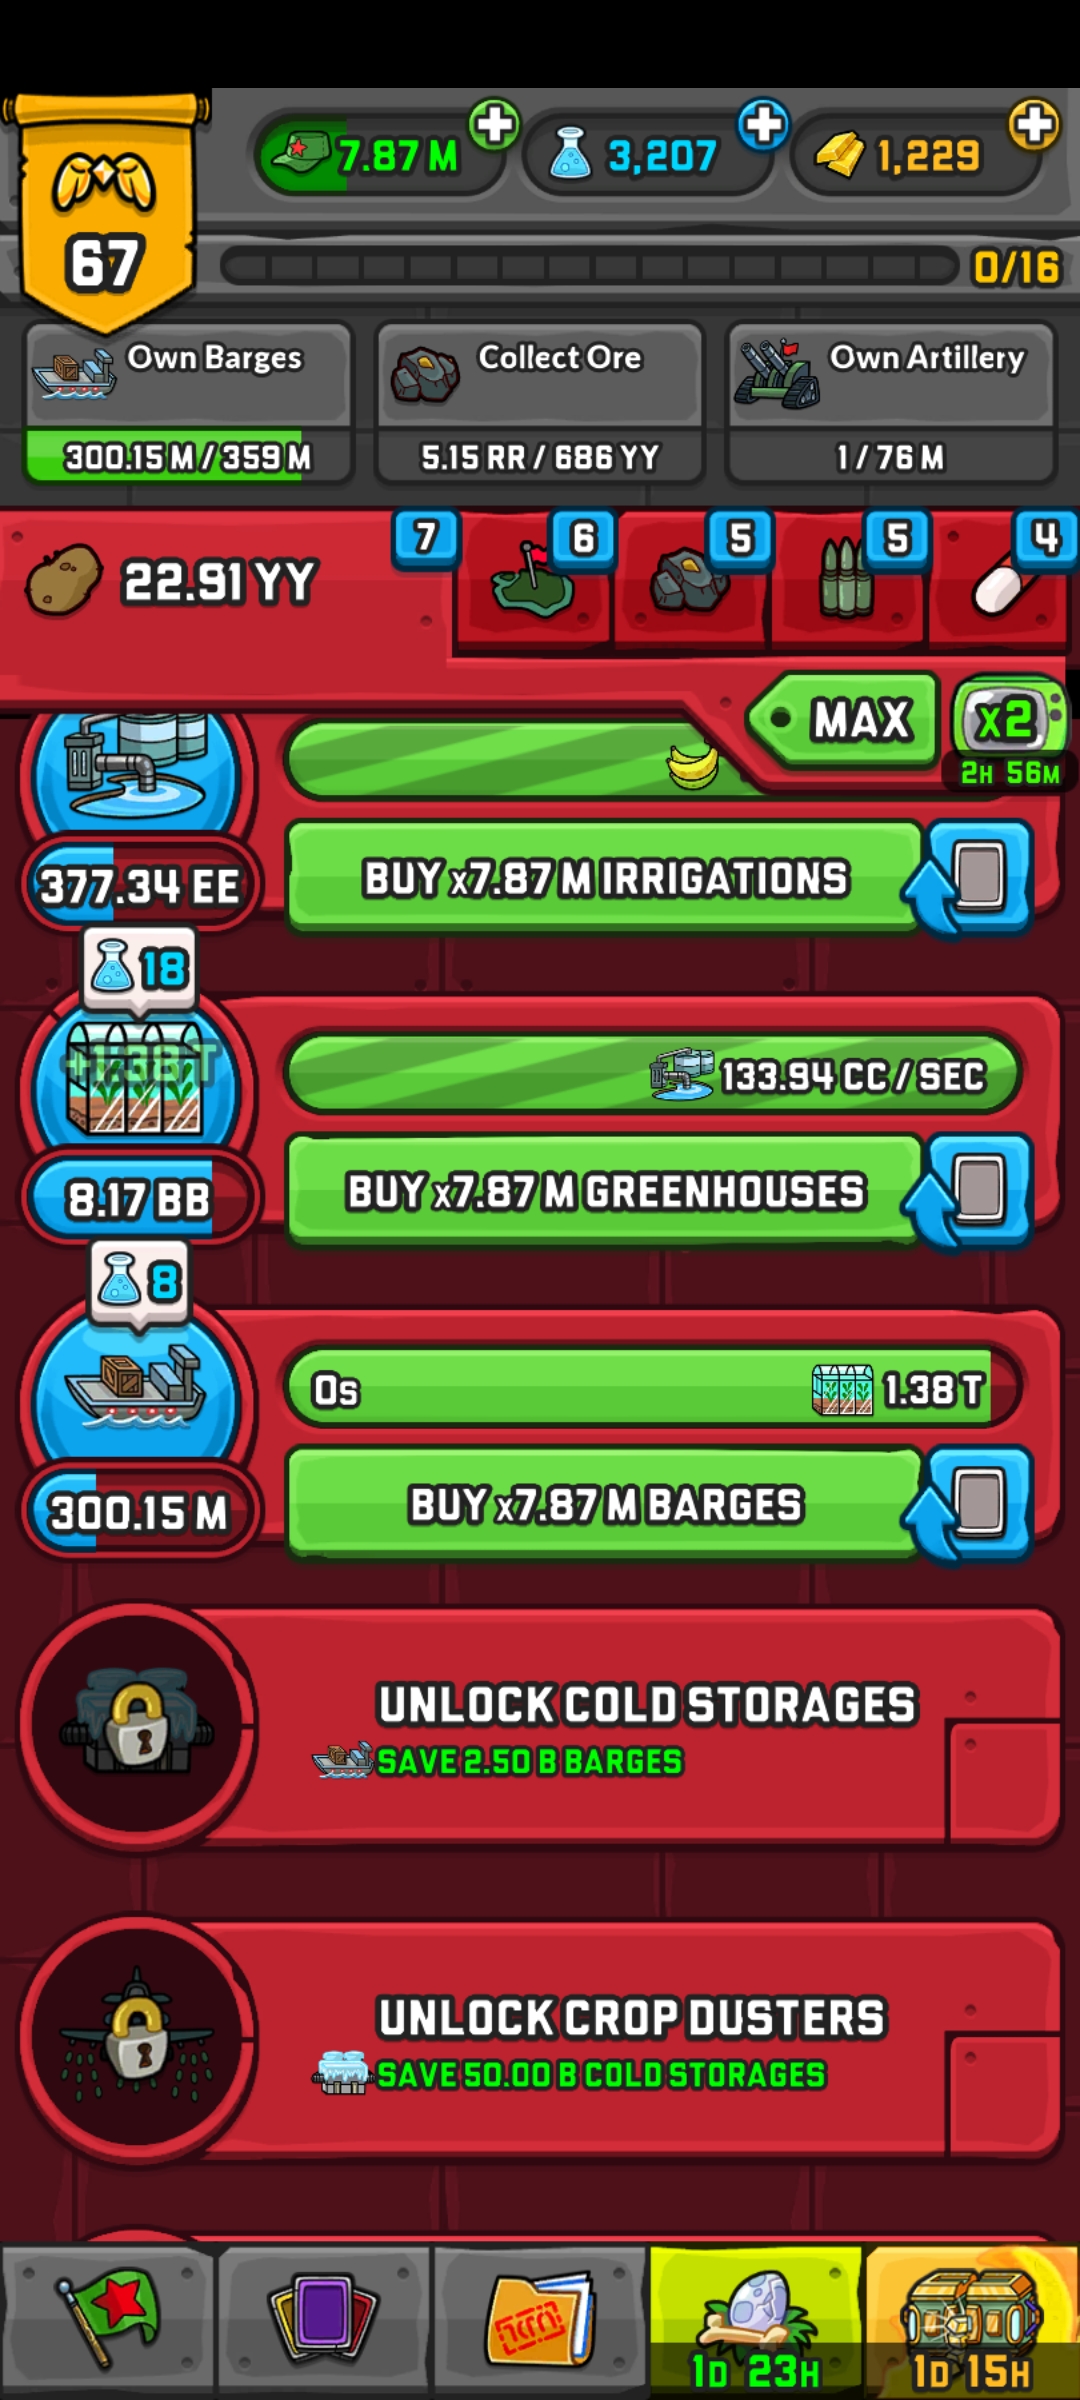 7.87 M
3,207
1,229
67
0/16
Own Barges
300.15 M / 359 M
Collect Ore
5.15 RR / 686 YY
Own Artillery
1 / 76 M
22.91 YY
7
6
5
5
4
MAX
x2
2H 56M
377.34 EE
BUY x7.87 M IRRIGATIONS
18
+1.38 T
133.94 CC / SEC
8.17 BB
BUY x7.87 M GREENHOUSES
8
0s
1.38 T
300.15 M
BUY x7.87 M BARGES
UNLOCK COLD STORAGES
SAVE 2.50 B BARGES
UNLOCK CROP DUSTERS
SAVE 50.00 B COLD STORAGES
1D 23H
1D 15H